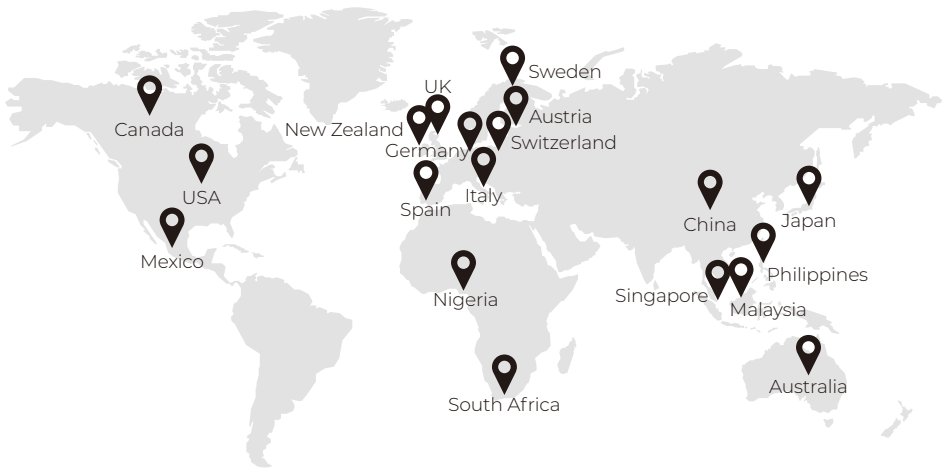 Sweden
UK
Canada
New Zealand
Austria
Germany
Switzerland
USA
Italy
Spain
China
Japan
Mexico
Philippines
Nigeria
Singapore
Malaysia
Australia
South Africa